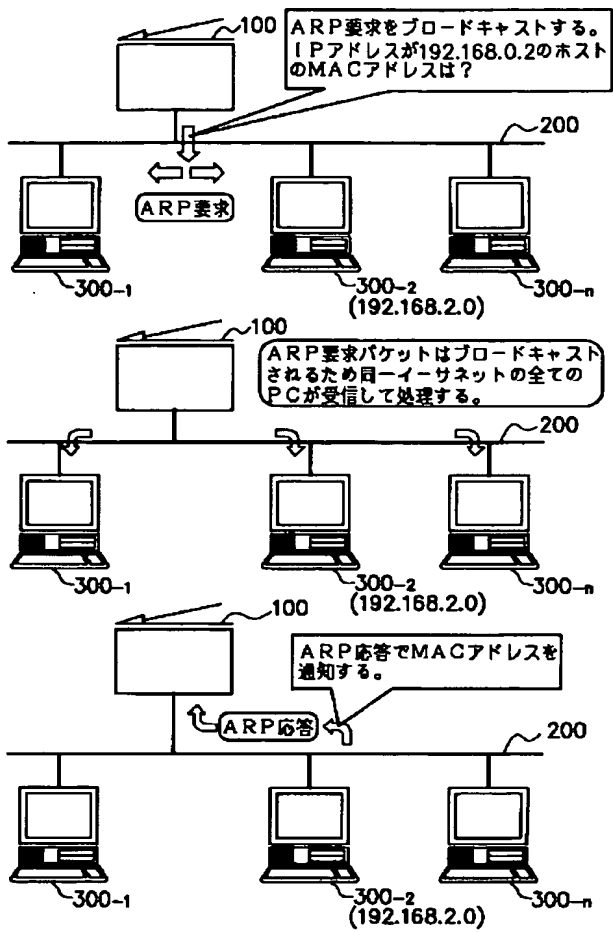 100
ARP要求をブロードキャストする。
IPアドレスが192.168.0.2のホスト
のMACアドレスは?
200
ARP要求
300-1
300-2
(192.168.2.0)
300-n
100
ARP要求パケットはブロードキャスト
されるため同一イーサネットの全ての
PCが受信して処理する。
200
300-1
300-2
(192.168.2.0)
300-n
100
ARP応答でMACアドレスを
通知する。
ARP応答
200
300-1
300-2
(192.168.2.0)
300-n